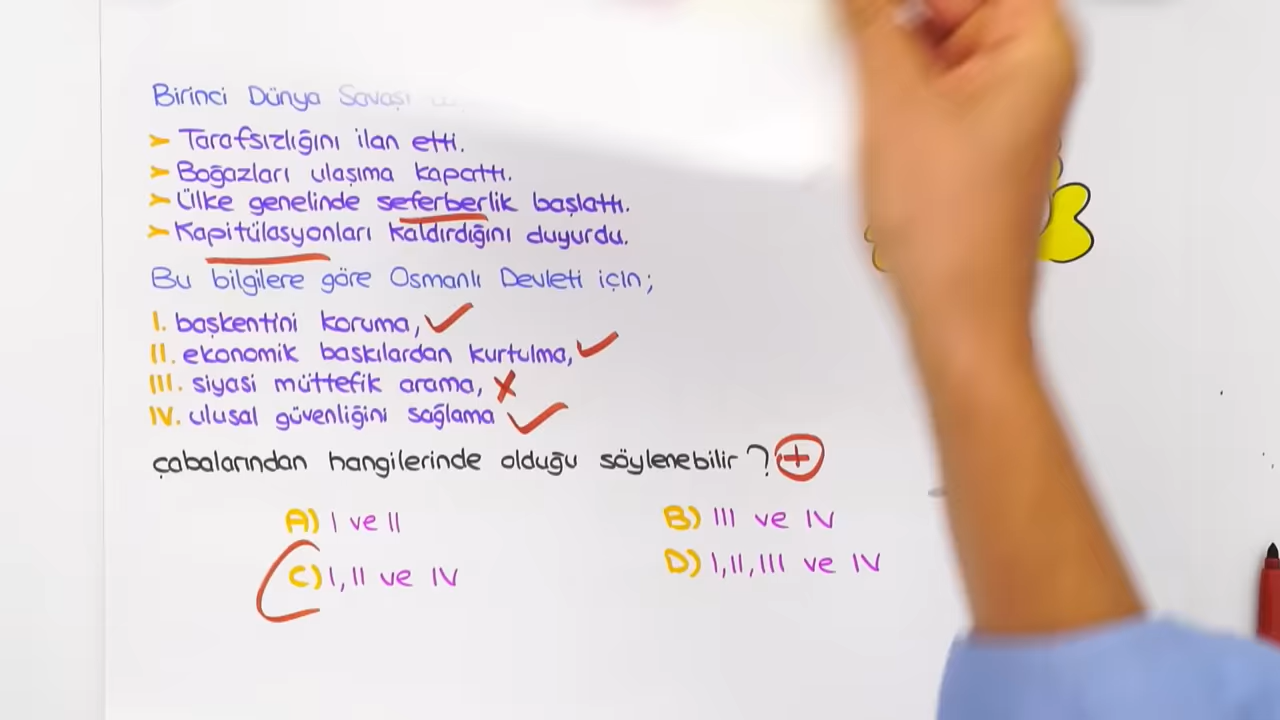 Birinci Dünya Savaşı
➤ Tarafsızlığını ilan etti.
➤ Boğazları ulaşıma kapattı.
➤ Ülke genelinde seferberlik başlattı.
➤ Kapitülasyonları kaldırdığını duyurdu.
Bu bilgilere göre Osmanlı Devleti için;
I. başkentini koruma,
II. ekonomik baskılardan kurtulma,
III. siyasi müttefik arama,
IV. ulusal güvenliğini sağlama
çabalarından hangilerinde olduğu söylenebilir? +
A) I ve II
B) III ve IV
C) I, II ve IV
D) I, II, III ve IV